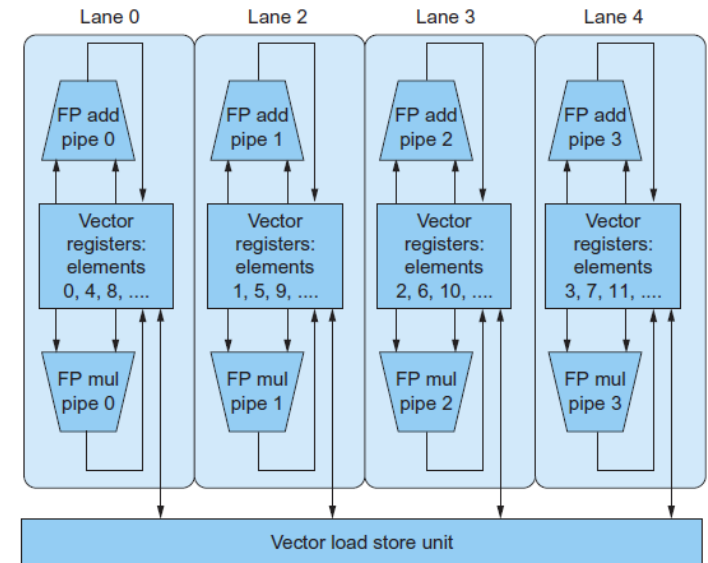 Lane 0
Lane 2
Lane 3
Lane 4
FP add
pipe 0
FP add
pipe 1
FP add
pipe 2
FP add
pipe 3
Vector
registers:
elements
0, 4, 8, ....
Vector
registers:
elements
1, 5, 9, ....
Vector
registers:
elements
2, 6, 10, ....
Vector
registers:
elements
3, 7, 11, ....
FP mul
pipe 0
FP mul
pipe 1
FP mul
pipe 2
FP mul
pipe 3
Vector load store unit